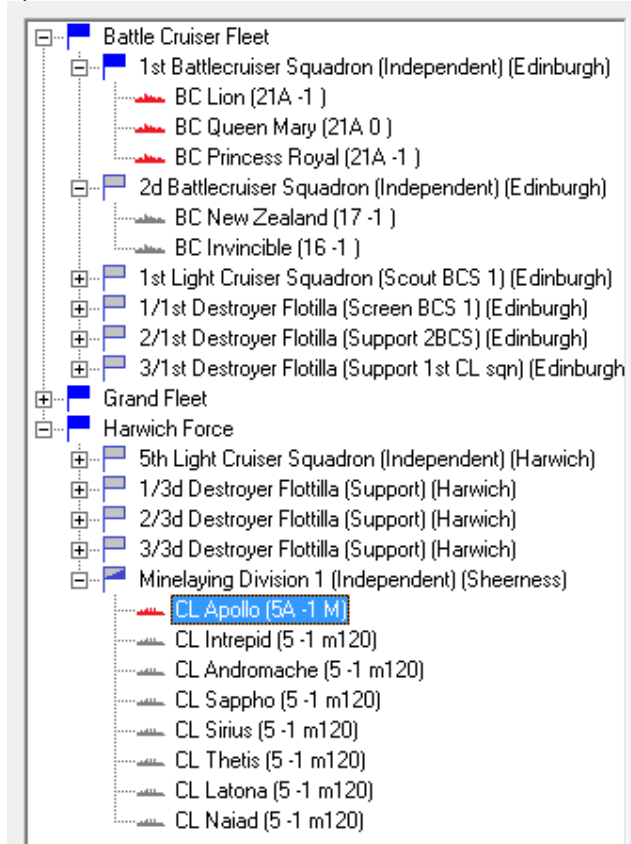 Battle Cruiser Fleet
1st Battlecruiser Squadron (Independent) (Edinburgh)
BC Lion (21A -1 )
BC Queen Mary (21A 0 )
BC Princess Royal (21A -1 )
2d Battlecruiser Squadron (Independent) (Edinburgh)
BC New Zealand (17 -1 )
BC Invincible (16 -1 )
1st Light Cruiser Squadron (Scout BCS 1) (Edinburgh)
1/1st Destroyer Flotilla (Screen BCS 1) (Edinburgh)
2/1st Destroyer Flotilla (Support 2BCS) (Edinburgh)
3/1st Destroyer Flotilla (Support 1st CL sqn) (Edinburgh
Grand Fleet
Harwich Force
5th Light Cruiser Squadron (Independent) (Harwich)
1/3d Destroyer Flottilla (Support) (Harwich)
2/3d Destroyer Flottilla (Support) (Harwich)
3/3d Destroyer Flottilla (Support) (Harwich)
Minelaying Division 1 (Independent) (Sheerness)
CL Apollo (5A -1 M)
CL Intrepid (5 -1 m120)
CL Andromache (5 -1 m120)
CL Sappho (5 -1 m120)
CL Sirius (5 -1 m120)
CL Thetis (5 -1 m120)
CL Latona (5 -1 m120)
CL Naiad (5 -1 m120)